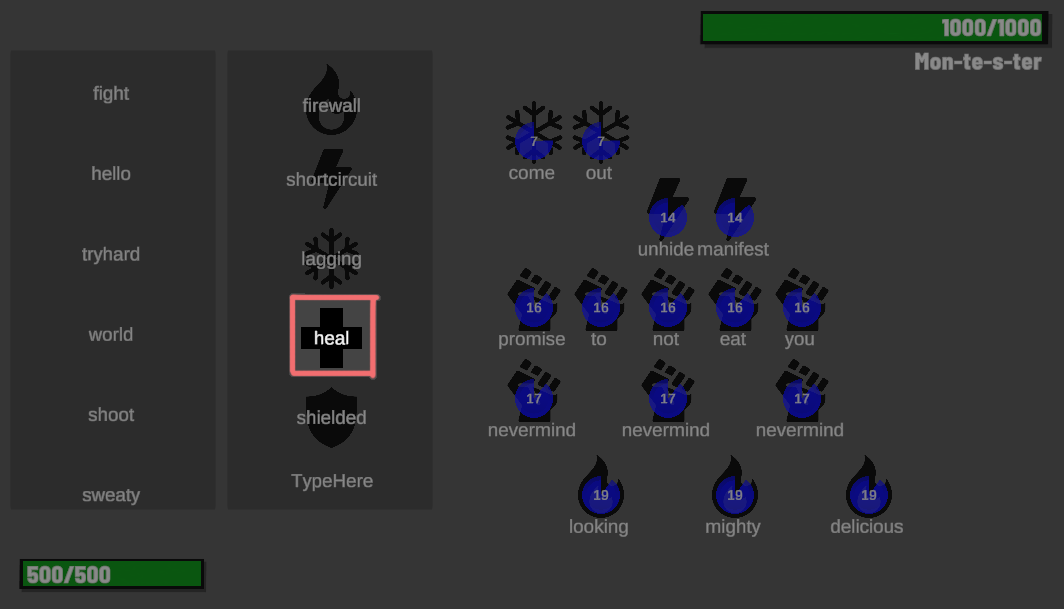 1000/1000
Mon-te-s-ter
fight
hello
tryhard
world
shoot
sweaty
firewall
shortcircuit
lagging
heal
shielded
TypeHere
7 7
come out
14 14
unhide manifest
16 16 16 16 16
promise to not eat you
17 17 17
nevermind nevermind nevermind
19 19 19
looking mighty delicious
500/500